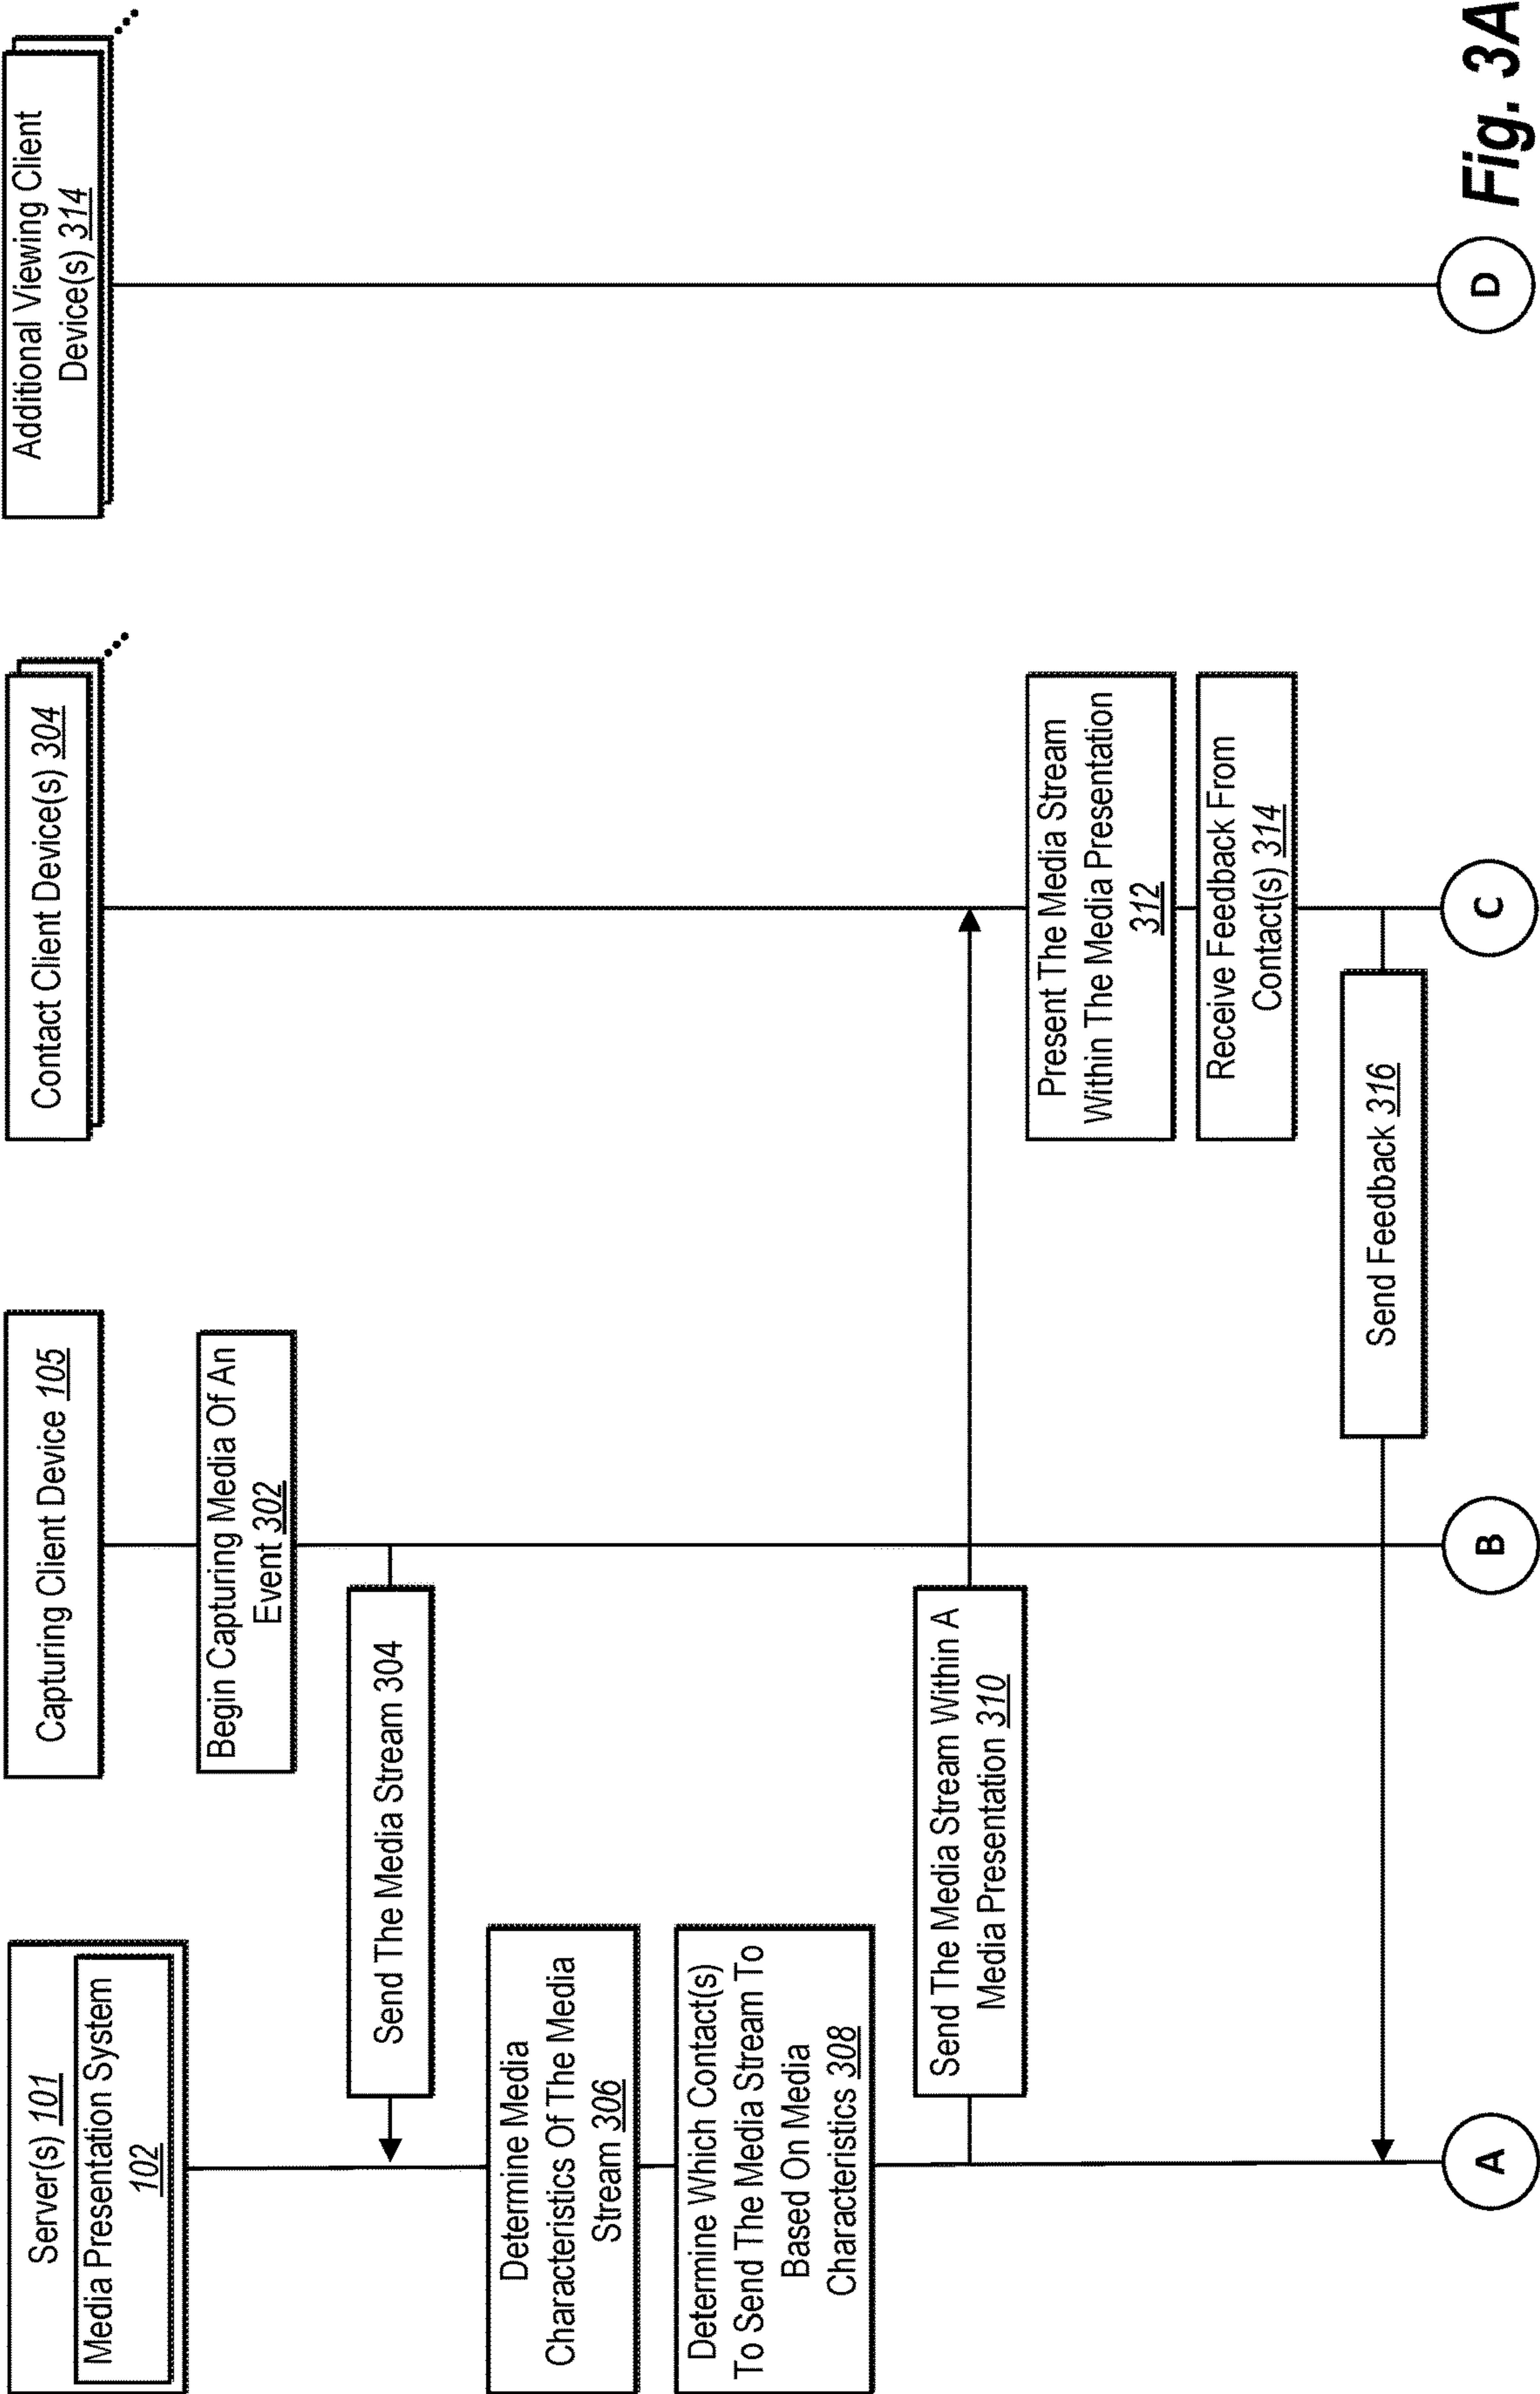 Server(s) 101
Media Presentation System
102
Capturing Client Device 105
Contact Client Device(s) 304
Additional Viewing Client
Device(s) 314
Begin Capturing Media Of An
Event 302
Send The Media Stream 304
Determine Media
Characteristics Of The Media
Stream 306
Determine Which Contact(s)
To Send The Media Stream To
Based On Media
Characteristics 308
Send The Media Stream Within A
Media Presentation 310
Present The Media Stream
Within The Media Presentation
312
Receive Feedback From
Contact(s) 314
Send Feedback 316
A
B
C
D
Fig. 3A